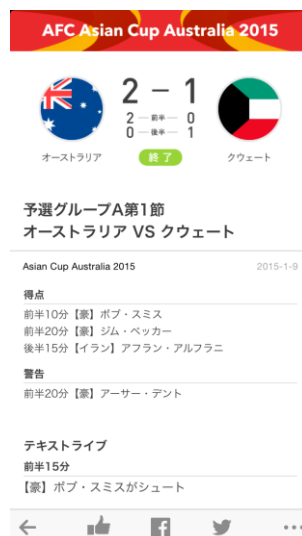 AFC Asian Cup Australia 2015
2 - 1
2 ― 前半 ― 0
0 ― 後半 ― 1
オーストラリア 終了 クウェート
予選グループA第1節
オーストラリア VS クウェート
Asian Cup Australia 2015 2015-1-9
得点
前半10分【豪】ボブ・スミス
前半20分【豪】ジム・ベッカー
後半15分【イラン】アフラン・アルフラニ
警告
前半20分【豪】アーサー・デント
テキストライブ
前半15分
【豪】ボブ・スミスがシュート